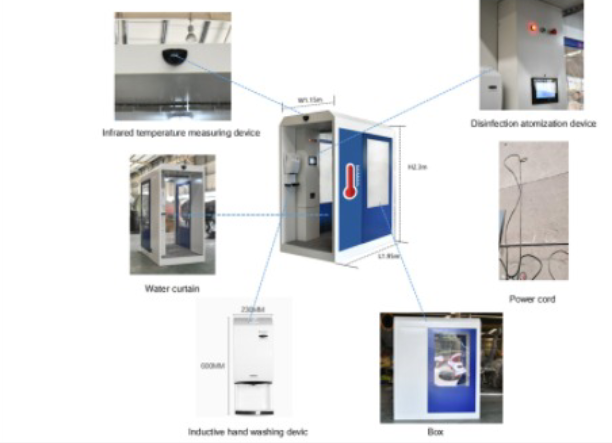 Infrared temperature measuring device
Disinfection atomization device
W1.15m
H2.3m
L1.95m
Water curtain
Power cord
230MM
600MM
Inductive hand washing devic
Box